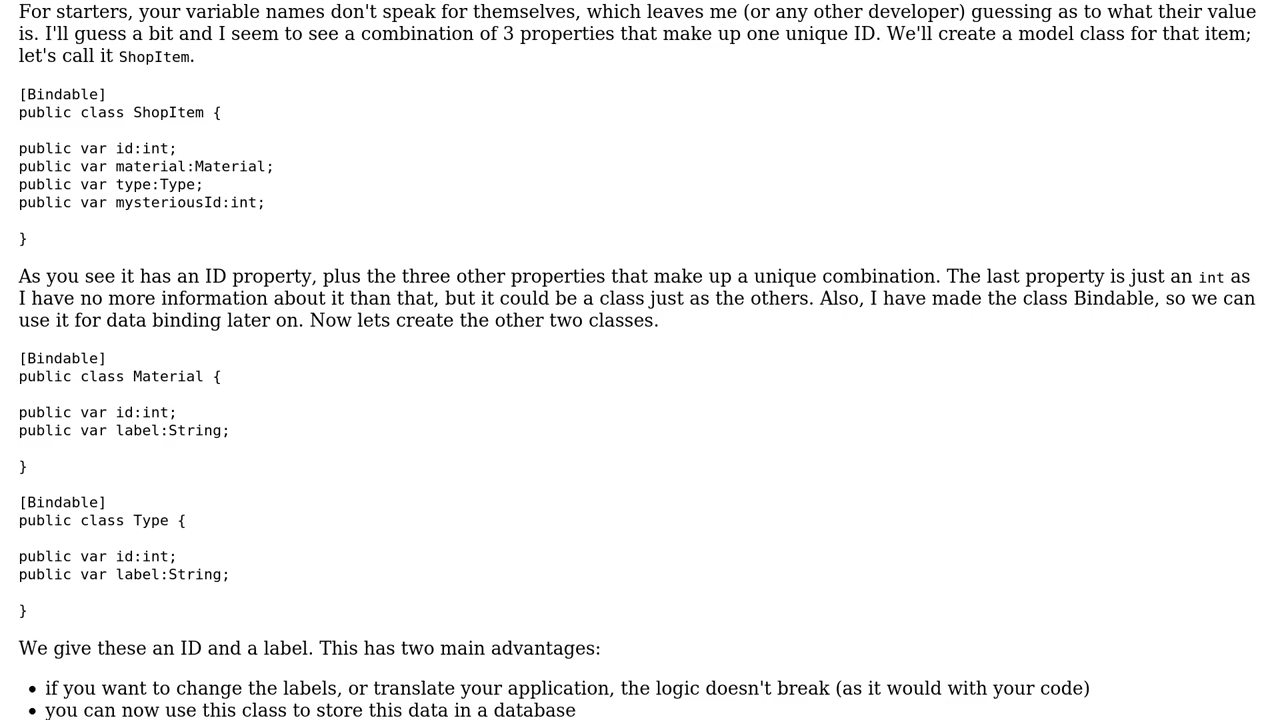 For starters, your variable names don't speak for themselves, which leaves me (or any other developer) guessing as to what their value
is. I'll guess a bit and I seem to see a combination of 3 properties that make up one unique ID. We'll create a model class for that item;
let's call it ShopItem.
[Bindable]
public class ShopItem {
public var id:int;
public var material:Material;
public var type:Type;
public var mysteriousId:int;
}
As you see it has an ID property, plus the three other properties that make up a unique combination. The last property is just an int as
I have no more information about it than that, but it could be a class just as the others. Also, I have made the class Bindable, so we can
use it for data binding later on. Now lets create the other two classes.
[Bindable]
public class Material {
public var id:int;
public var label:String;
}
[Bindable]
public class Type {
public var id:int;
public var label:String;
}
We give these an ID and a label. This has two main advantages:
• if you want to change the labels, or translate your application, the logic doesn't break (as it would with your code)
• you can now use this class to store this data in a database